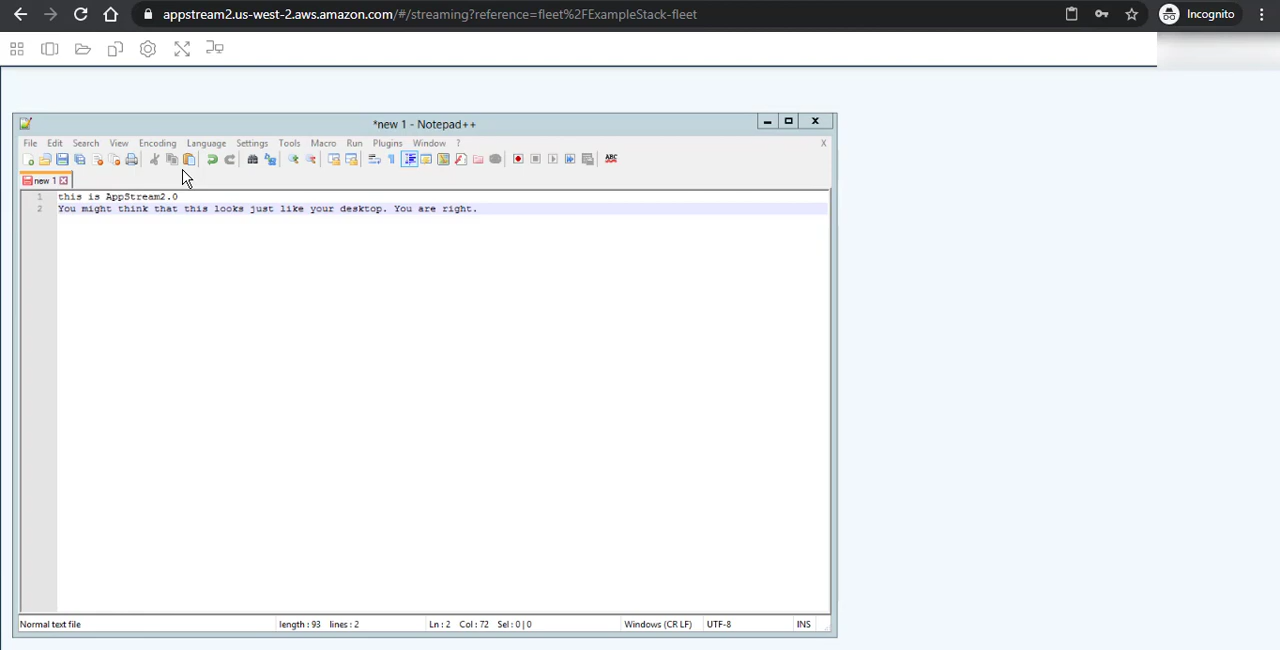 appstream2.us-west-2.aws.amazon.com/#/streaming?reference=fleet%2FExampleStack-fleet Incognito
*new 1 - Notepad++
File Edit Search View Encoding Language Settings Tools Macro Run Plugins Window ? X
ABC
new 1
1 this is AppStream2.0
2 You might think that this looks just like your desktop. You are right.
Normal text file length : 93 lines : 2 Ln : 2 Col : 72 Sel : 0 | 0 Windows (CR LF) UTF-8 INS